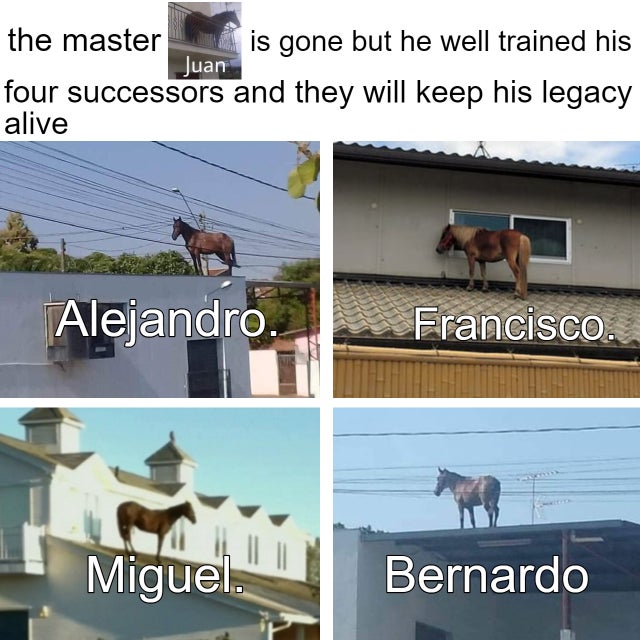 the master Juan is gone but he well trained his
four successors and they will keep his legacy
alive
Alejandro.
Francisco.
Miguel.
Bernardo